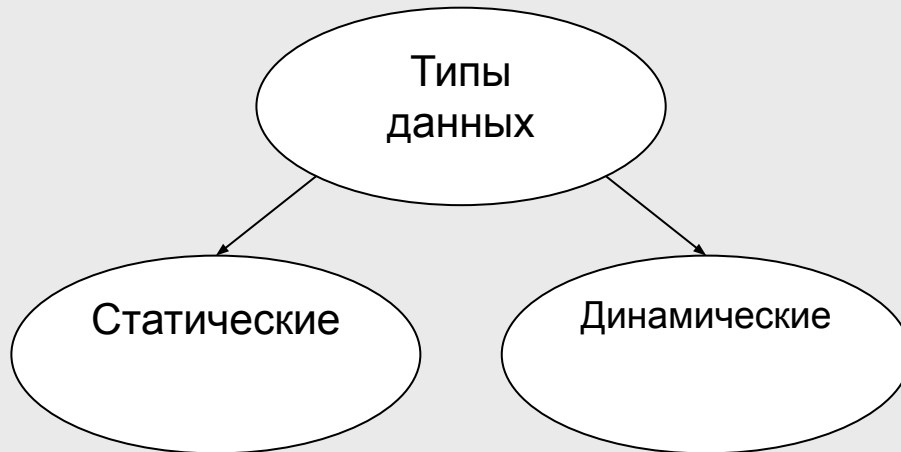 Типы
данных
Статические
Динамические